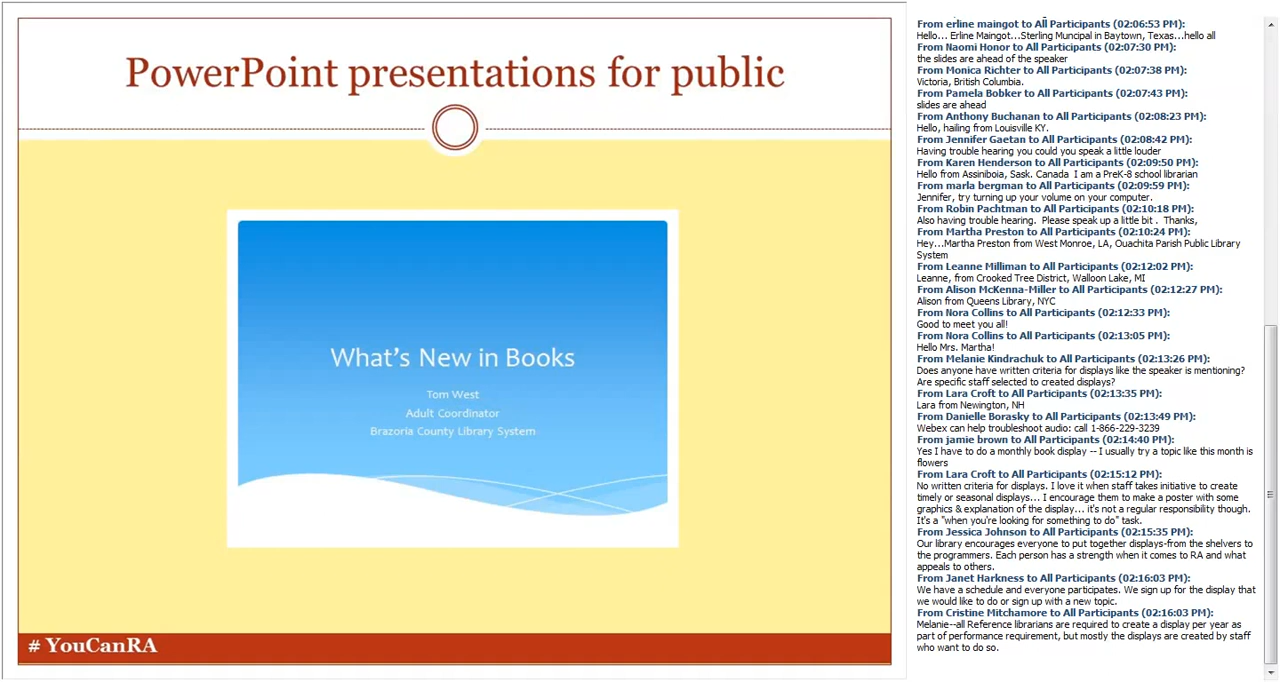 PowerPoint presentations for public
What's New in Books
Tom West
Adult Coordinator
Brazoria County Library System
# YouCanRA
From erline maingot to All Participants (02:06:53 PM):
Hello... Erline Maingot...Sterling Muncipal in Baytown, Texas...hello all
From Naomi Honor to All Participants (02:07:30 PM):
the slides are ahead of the speaker
From Monica Richter to All Participants (02:07:38 PM):
Victoria, British Columbia.
From Pamela Bobker to All Participants (02:07:43 PM):
slides are ahead
From Anthony Buchanan to All Participants (02:08:23 PM):
Hello, hailing from Louisville KY.
From Jennifer Gaetan to All Participants (02:08:42 PM):
Having trouble hearing you could you speak a little louder
From Karen Henderson to All Participants (02:09:50 PM):
Hello from Assiniboia, Sask. Canada  I am a PreK-8 school librarian
From marla bergman to All Participants (02:09:59 PM):
Jennifer, try turning up your volume on your computer.
From Robin Pachtman to All Participants (02:10:18 PM):
Also having trouble hearing.  Please speak up a little bit .  Thanks,
From Martha Preston to All Participants (02:10:24 PM):
Hey...Martha Preston from West Monroe, LA, Ouachita Parish Public Library
System
From Leanne Milliman to All Participants (02:12:02 PM):
Leanne, from Crooked Tree District, Walloon Lake, MI
From Alison McKenna-Miller to All Participants (02:12:27 PM):
Alison from Queens Library, NYC
From Nora Collins to All Participants (02:12:33 PM):
Good to meet you all!
From Nora Collins to All Participants (02:13:05 PM):
Hello Mrs. Martha!
From Melanie Kindrachuk to All Participants (02:13:26 PM):
Does anyone have written criteria for displays like the speaker is mentioning?
Are specific staff selected to created displays?
From Lara Croft to All Participants (02:13:35 PM):
Lara from Newington, NH
From Danielle Borasky to All Participants (02:13:49 PM):
Webex can help troubleshoot audio: call 1-866-229-3239
From jamie brown to All Participants (02:14:40 PM):
Yes I have to do a monthly book display -- I usually try a topic like this month is
flowers
From Lara Croft to All Participants (02:15:12 PM):
No written criteria for displays. I love it when staff takes initiative to create
timely or seasonal displays... I encourage them to make a poster with some
graphics & explanation of the display... it's not a regular responsibility though.
It's a "when you're looking for something to do" task.
From Jessica Johnson to All Participants (02:15:35 PM):
Our library encourages everyone to put together displays-from the shelvers to
the programmers. Each person has a strength when it comes to RA and what
appeals to others.
From Janet Harkness to All Participants (02:16:03 PM):
We have a schedule and everyone participates. We sign up for the display that
we would like to do or sign up with a new topic.
From Cristine Mitchamore to All Participants (02:16:03 PM):
Melanie--all Reference librarians are required to create a display per year as
part of performance requirement, but mostly the displays are created by staff
who want to do so.